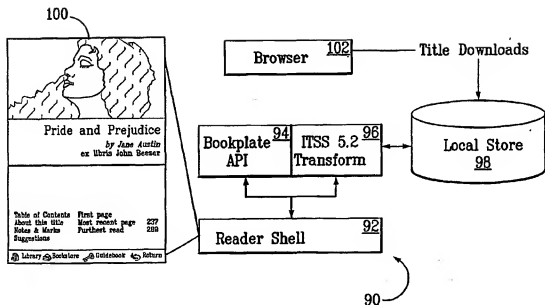 100
Pride and Prejudice
by Jane Austin
ex libris John Beezer
Table of Contents First page
About this title Most recent page 237
Notes & Marks Furthest read 289
Suggestions
Library Bookstore Guidebook Return
Browser 102
Title Downloads
Bookplate API 94
ITSS 5.2 Transform 96
Local Store
98
Reader Shell 92
90